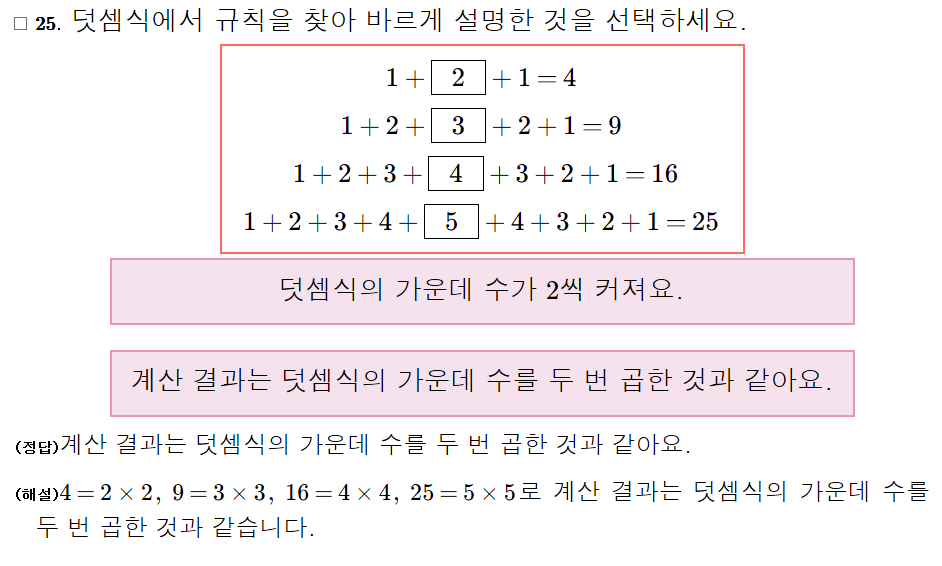 □ 25. 덧셈식에서 규칙을 찾아 바르게 설명한 것을 선택하세요.
1 + 2 + 1 = 4
1 + 2 + 3 + 2 + 1 = 9
1 + 2 + 3 + 4 + 3 + 2 + 1 = 16
1 + 2 + 3 + 4 + 5 + 4 + 3 + 2 + 1 = 25
덧셈식의 가운데 수가 2씩 커져요.
계산 결과는 덧셈식의 가운데 수를 두 번 곱한 것과 같아요.
(정답)계산 결과는 덧셈식의 가운데 수를 두 번 곱한 것과 같아요.
(해설)4 = 2 × 2, 9 = 3 × 3, 16 = 4 × 4, 25 = 5 × 5로 계산 결과는 덧셈식의 가운데 수를
두 번 곱한 것과 같습니다.